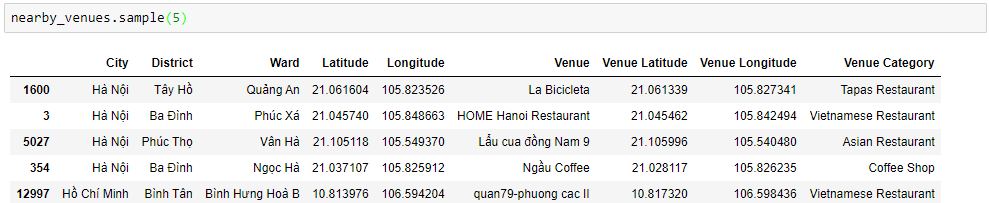 nearby_venues.sample(5)
City District Ward Latitude Longitude Venue Venue Latitude Venue Longitude Venue Category
1600 Hà Nội Tây Hồ Quảng An 21.061604 105.823526 La Bicicleta 21.061339 105.827341 Tapas Restaurant
3 Hà Nội Ba Đình Phúc Xá 21.045740 105.848663 HOME Hanoi Restaurant 21.045462 105.842494 Vietnamese Restaurant
5027 Hà Nội Phúc Thọ Vân Hà 21.105118 105.549370 Lẩu cua đồng Nam 9 21.105996 105.540480 Asian Restaurant
354 Hà Nội Ba Đình Ngọc Hà 21.037107 105.825912 Ngầu Coffee 21.028117 105.826235 Coffee Shop
12997 Hồ Chí Minh Bình Tân Bình Hưng Hoà B 10.813976 106.594204 quan79-phuong cac II 10.817320 106.598436 Vietnamese Restaurant